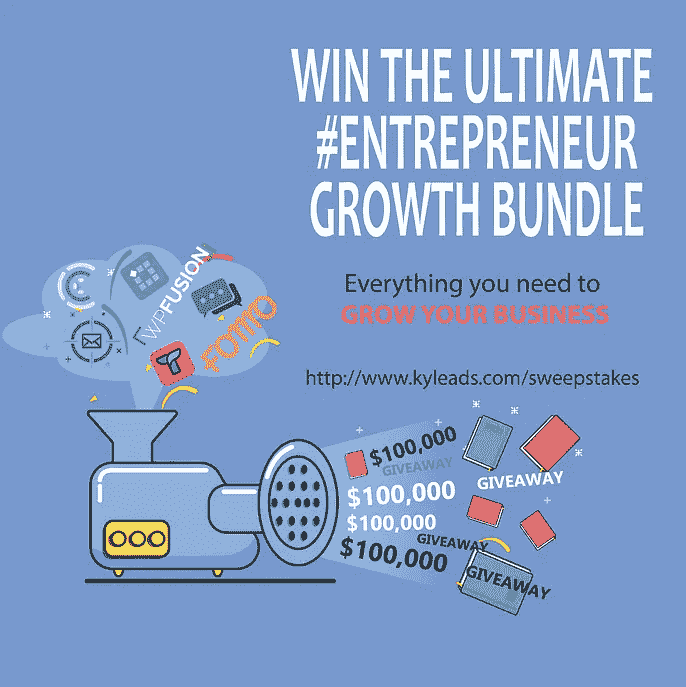 WIN THE ULTIMATE
#ENTREPRENEUR
GROWTH BUNDLE
Everything you need to
GROW YOUR BUSINESS
http://www.kyleads.com/sweepstakes
WPFUSION
FOMO
$100,000
GIVEAWAY
$100,000
$100,000
GIVEAWAY
$100,000
GIVEAWAY
GIVEAWAY